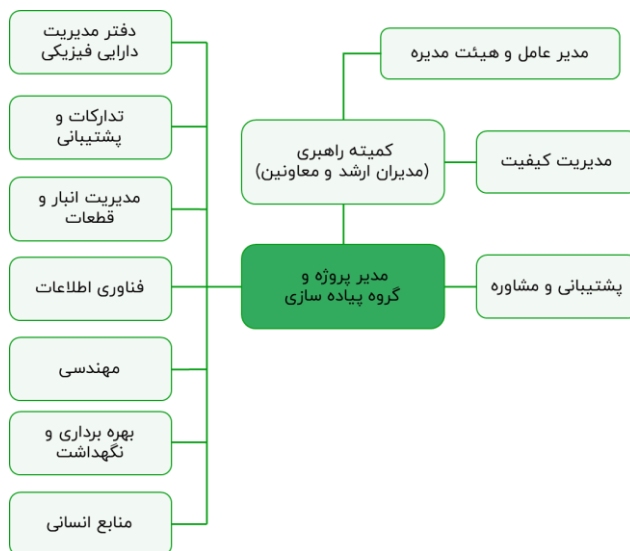 مدیر عامل و هیئت مدیره
کمیته راهبری
(مدیران ارشد و معاونین)
مدیریت کیفیت
مدیر پروژه و
گروه پیاده سازی
پشتیبانی و مشاوره
دفتر مدیریت
دارایی فیزیکی
تدارکات و
پشتیبانی
مدیریت انبار و
قطعات
فناوری اطلاعات
مهندسی
بهره برداری و
نگهداشت
منابع انسانی